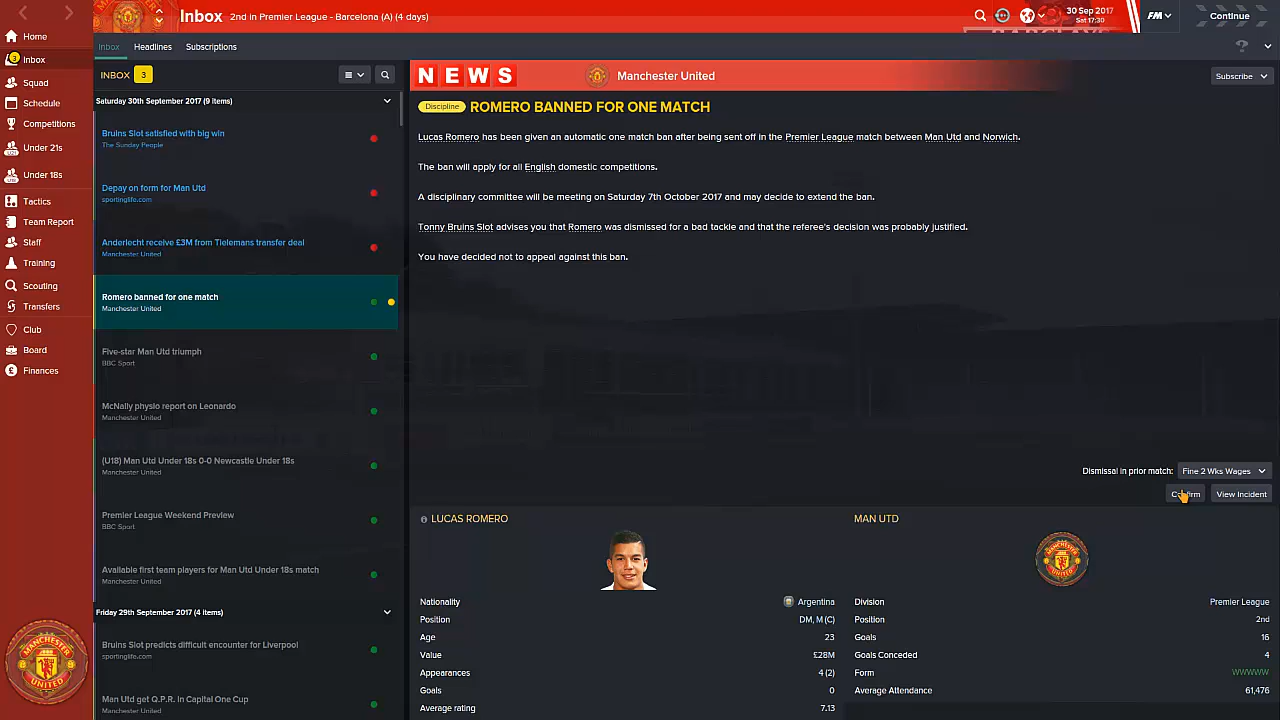 Inbox
2nd in Premier League - Barcelona (A) (4 days)
30 Sep 2017
Sat 17:30
FM
Continue
Home
Inbox
Squad
Schedule
Competitions
Under 21s
Under 18s
Tactics
Team Report
Staff
Training
Scouting
Transfers
Club
Board
Finances
Inbox Headlines Subscriptions
INBOX 3
Saturday 30th September 2017 (9 items)
Bruins Slot satisfied with big win
The Sunday People
Depay on form for Man Utd
sportinglife.com
Anderlecht receive £3M from Tielemans transfer deal
Manchester United
Romero banned for one match
Manchester United
Five-star Man Utd triumph
BBC Sport
McNally physio report on Leonardo
Manchester United
(U18) Man Utd Under 18s 0-0 Newcastle Under 18s
Manchester United
Premier League Weekend Preview
BBC Sport
Available first team players for Man Utd Under 18s match
Manchester United
Friday 29th September 2017 (4 items)
Bruins Slot predicts difficult encounter for Liverpool
sportinglife.com
Man Utd get Q.P.R. in Capital One Cup
Manchester United
NEWS Manchester United
Subscribe
Discipline ROMERO BANNED FOR ONE MATCH
Lucas Romero has been given an automatic one match ban after being sent off in the Premier League match between Man Utd and Norwich.
The ban will apply for all English domestic competitions.
A disciplinary committee will be meeting on Saturday 7th October 2017 and may decide to extend the ban.
Tonny Bruins Slot advises you that Romero was dismissed for a bad tackle and that the referee's decision was probably justified.
You have decided not to appeal against this ban.
Dismissal in prior match: Fine 2 Wks Wages
Confirm View Incident
LUCAS ROMERO
Nationality Argentina
Position DM, M (C)
Age 23
Value £28M
Appearances 4 (2)
Goals 0
Average rating 7.13
MAN UTD
MANCHESTER UNITED
Division Premier League
Position 2nd
Goals 16
Goals Conceded 4
Form WWWWW
Average Attendance 61,476
MANCHESTER UNITED